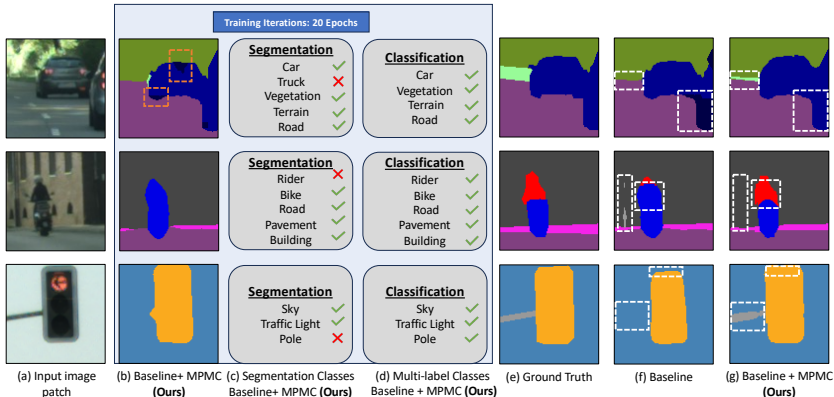 Training Iterations: 20 Epochs
Segmentation
Car
Truck
Vegetation
Terrain
Road
Classification
Car
Vegetation
Terrain
Road
Segmentation
Rider
Bike
Road
Pavement
Building
Classification
Rider
Bike
Road
Pavement
Building
Segmentation
Sky
Traffic Light
Pole
Classification
Sky
Traffic Light
Pole
(a) Input image
patch
(b) Baseline+ MPMC
(Ours)
(c) Segmentation Classes
Baseline+ MPMC (Ours)
(d) Multi-label Classes
Baseline + MPMC (Ours)
(e) Ground Truth
(f) Baseline
(g) Baseline + MPMC
(Ours)